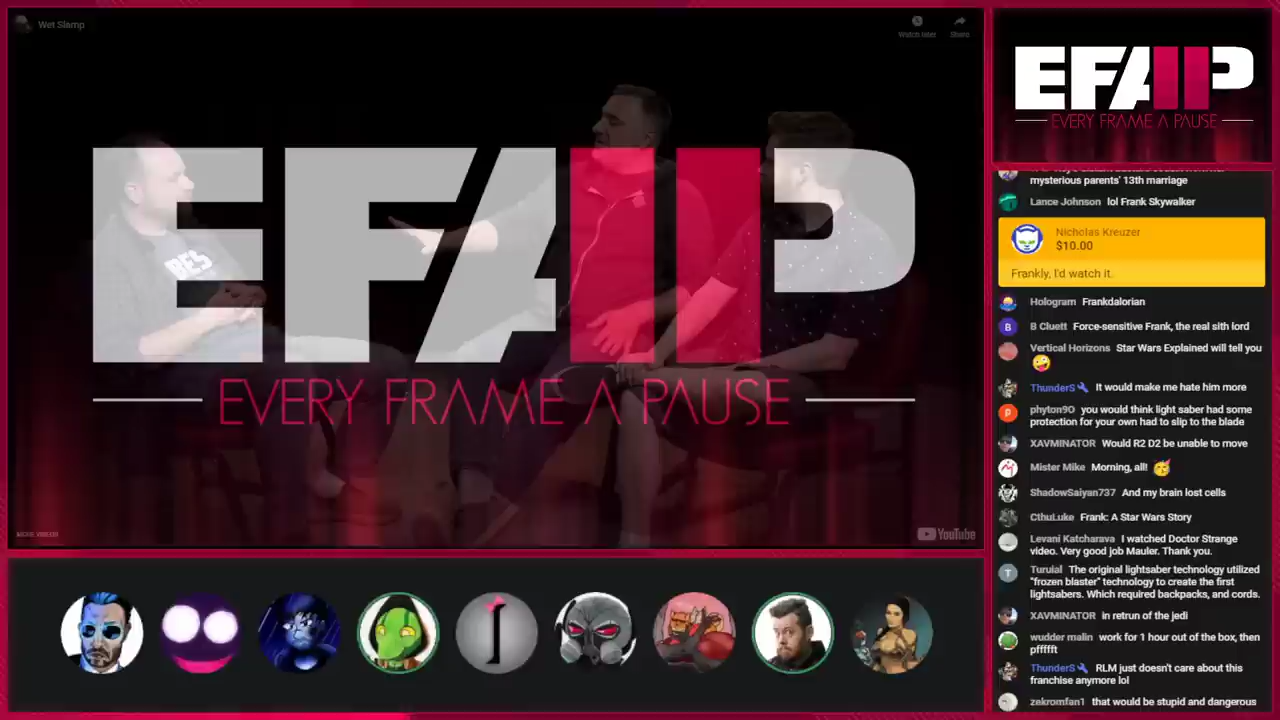 Wet Slamp
Watch later
Share
EFAP
EVERY FRAME A PAUSE
MORE VIDEOS
YouTube
EFAP
EVERY FRAME A PAUSE
mysterious parents' 13th marriage
Lance Johnson lol Frank Skywalker
Nicholas Kreuzer
$10.00
Frankly, I'd watch it.
Hologram Frankdalorian
B Cluett Force-sensitive Frank, the real sith lord
Vertical Horizons Star Wars Explained will tell you
ThunderS It would make me hate him more
phyton90 you would think light saber had some
protection for your own had to slip to the blade
XAVMINATOR Would R2 D2 be unable to move
Mister Mike Morning, all!
ShadowSaiyan737 And my brain lost cells
CthuLuke Frank: A Star Wars Story
Levani Katcharava I watched Doctor Strange
video. Very good job Mauler. Thank you.
Turuial The original lightsaber technology utilized
"frozen blaster" technology to create the first
lightsabers. Which required backpacks, and cords.
XAVMINATOR in retrun of the jedi
wudder malin work for 1 hour out of the box, then
pfffft
ThunderS RLM just doesn't care about this
franchise anymore lol
zekromfan1 that would be stupid and dangerous